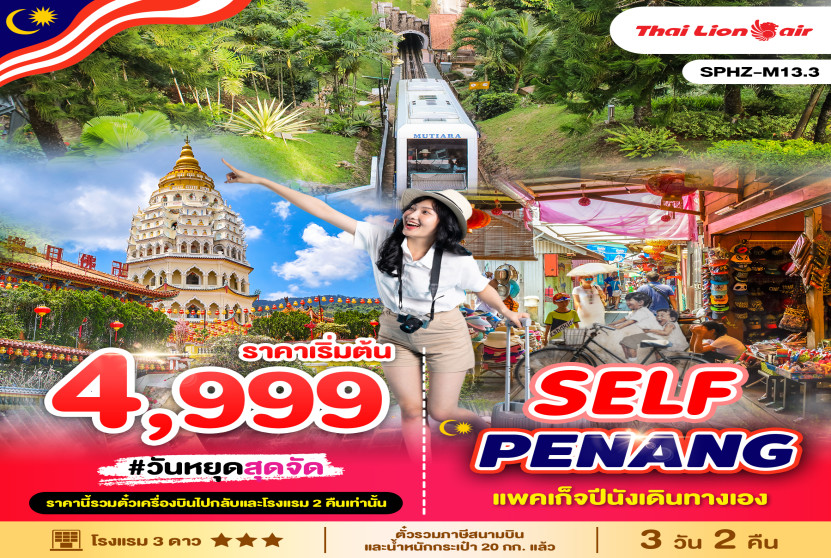 Thai Lion air
SPHZ-M13.3
MUTIARA
ราคาเริ่มต้น
4,999
#วันหยุดสุดจัด
ราคานี้รวมตั๋วเครื่องบินไปกลับและโรงแรม 2 คืนเท่านั้น
SELF
PENANG
แพคเก็จปีนังเดินทางเอง
โรงแรม 3 ดาว
ตั๋วรวมภาษีสนามบิน
และน้ำหนักกระเป๋า 20 กก. แล้ว
3 วัน 2 คืน